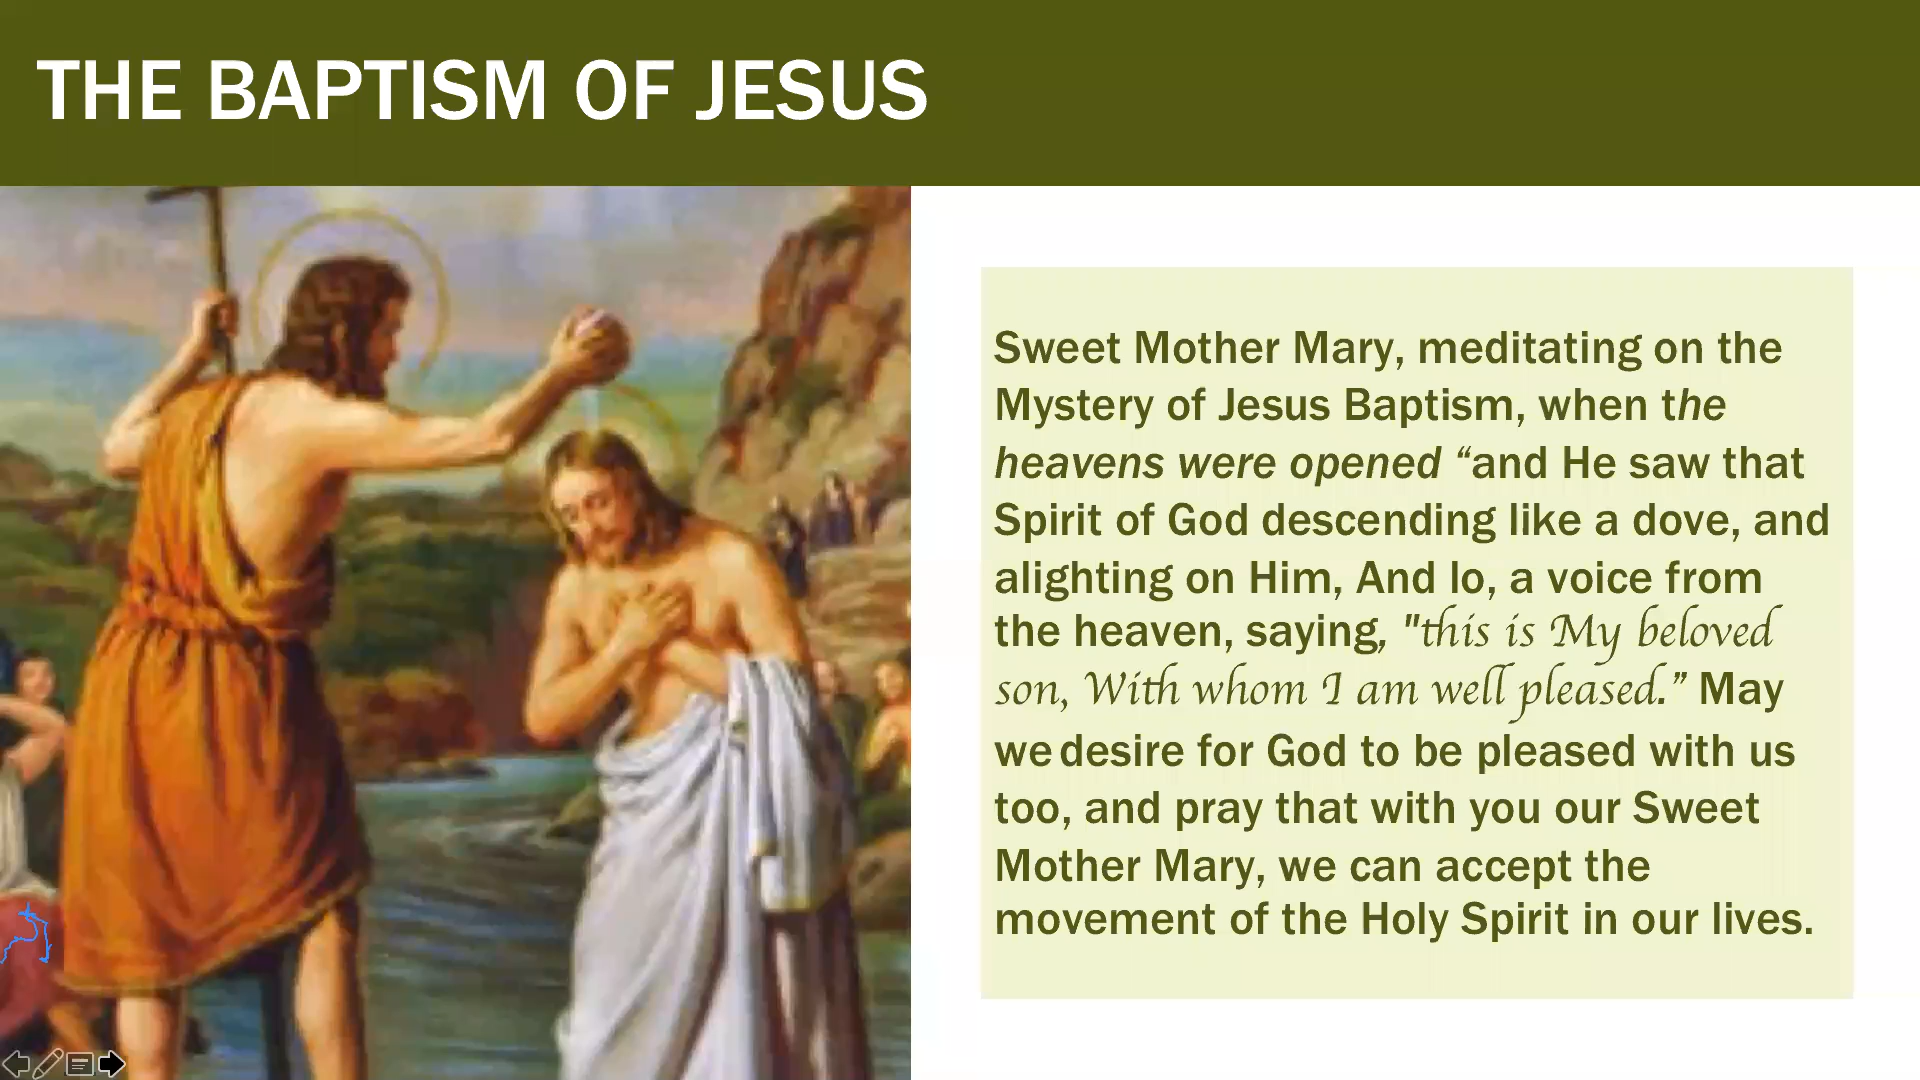 THE BAPTISM OF JESUS
Sweet Mother Mary, meditating on the
Mystery of Jesus Baptism, when the
heavens were opened “and He saw that
Spirit of God descending like a dove, and
alighting on Him, And lo, a voice from
the heaven, saying, "this is My beloved
son, With whom I am well pleased.” May
we desire for God to be pleased with us
too, and pray that with you our Sweet
Mother Mary, we can accept the
movement of the Holy Spirit in our lives.